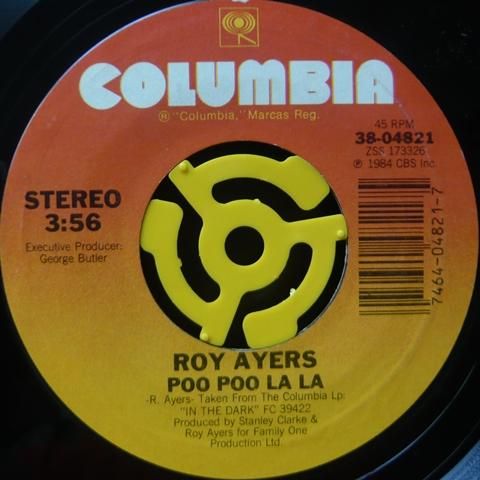 COLUMBIA
® "Columbia," Marcas Reg.
45 RPM
38-04821
ZSS 173326
℗ 1984 CBS Inc.
STEREO
3:56
Executive Producer:
George Butler
7464-04821-7
ROY AYERS
POO POO LA LA
-R. Ayers- Taken From The Columbia Lp:
"IN THE DARK" FC 39422
Produced by Stanley Clarke &
Roy Ayers for Family One
Production Ltd.